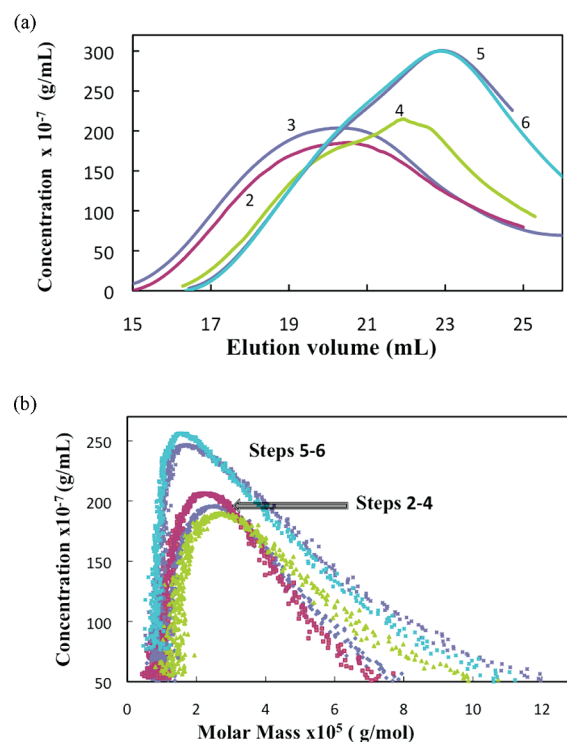 (a)
300
250
200
150
100
50
0
Concentration x 10⁻⁷ (g/mL)
2
3
4
5
6
15 17 19 21 23 25
Elution volume (mL)
(b)
250
200
150
100
50
Concentration x10⁻⁷ (g/mL)
Steps 5-6
Steps 2-4
0 2 4 6 8 10 12
Molar Mass x10⁵ ( g/mol)